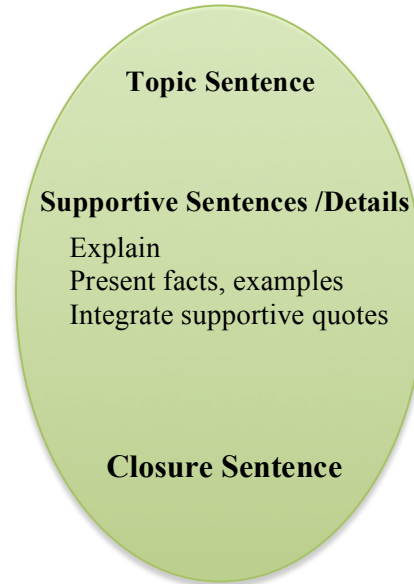 Topic Sentence
Supportive Sentences /Details
Explain
Present facts, examples
Integrate supportive quotes
Closure Sentence